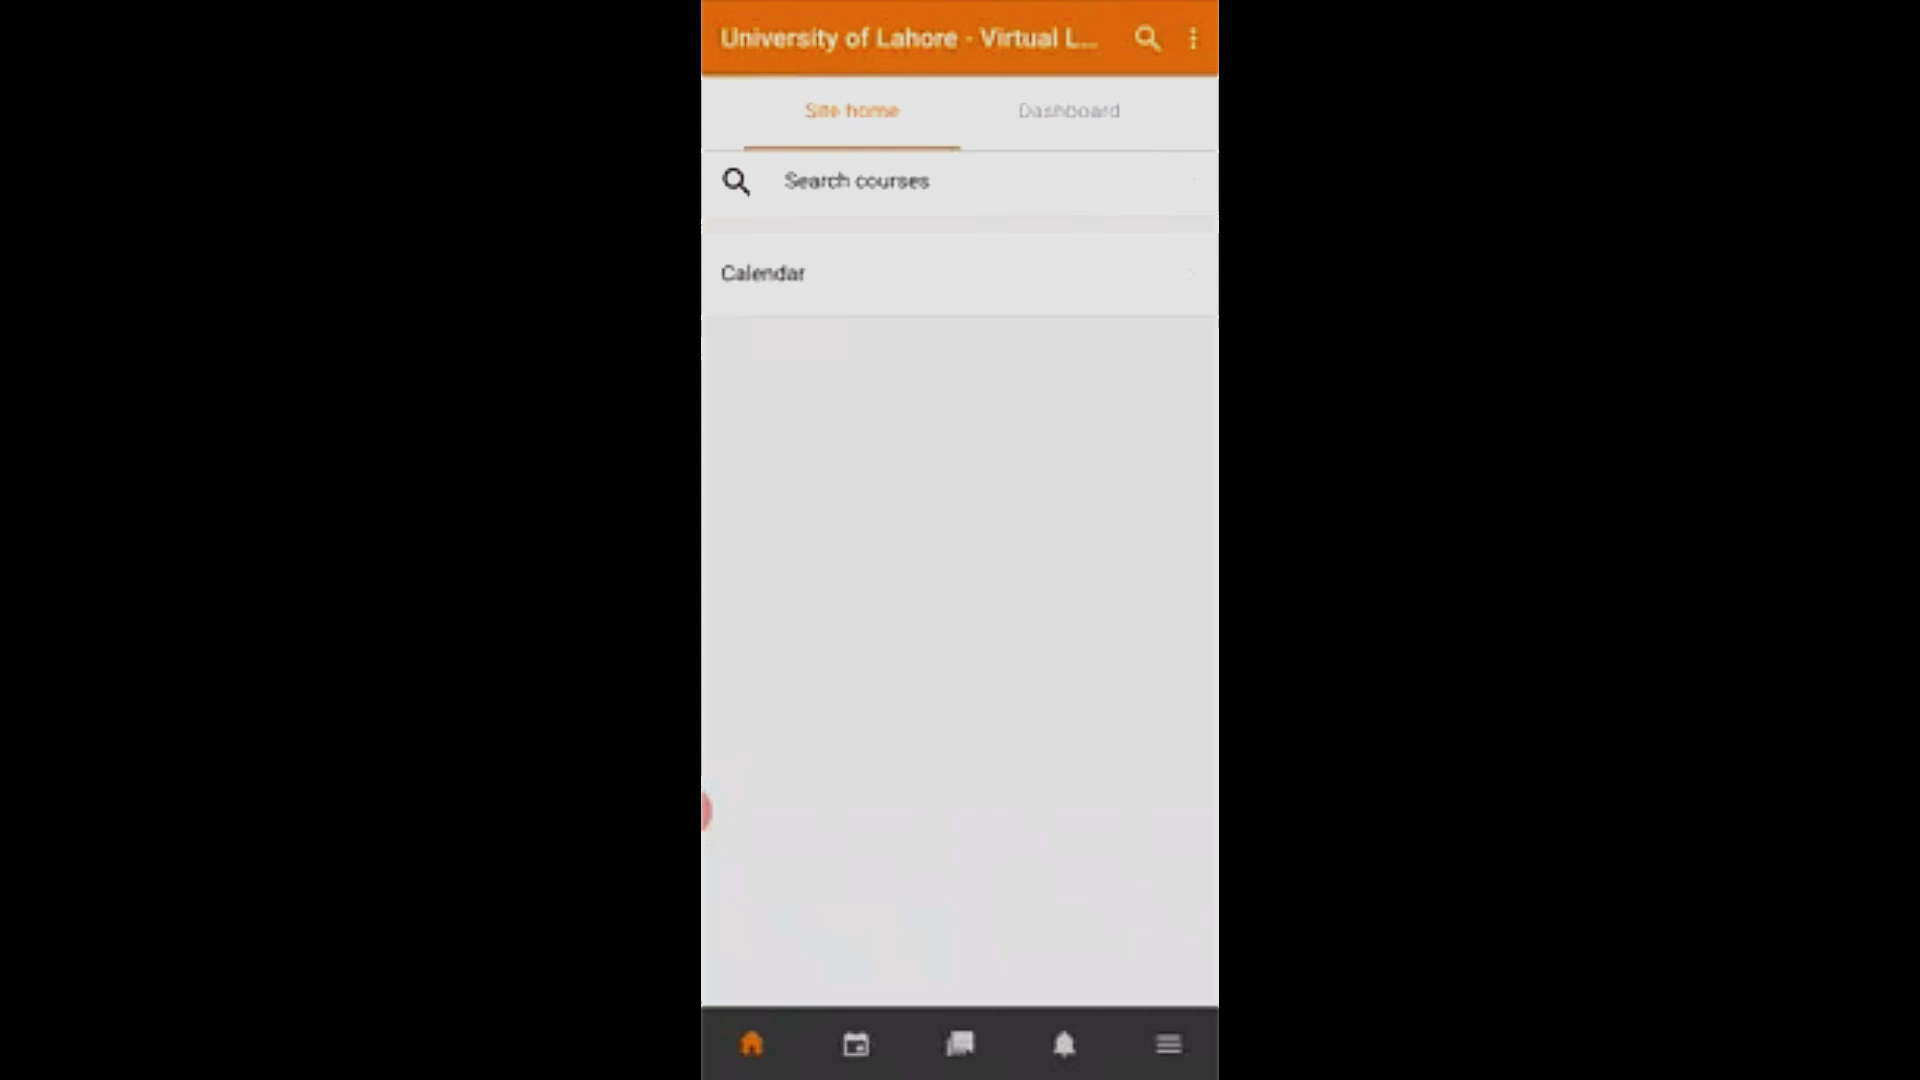 University of Lahore - Virtual L...
Site home
Dashboard
Search courses
Calendar